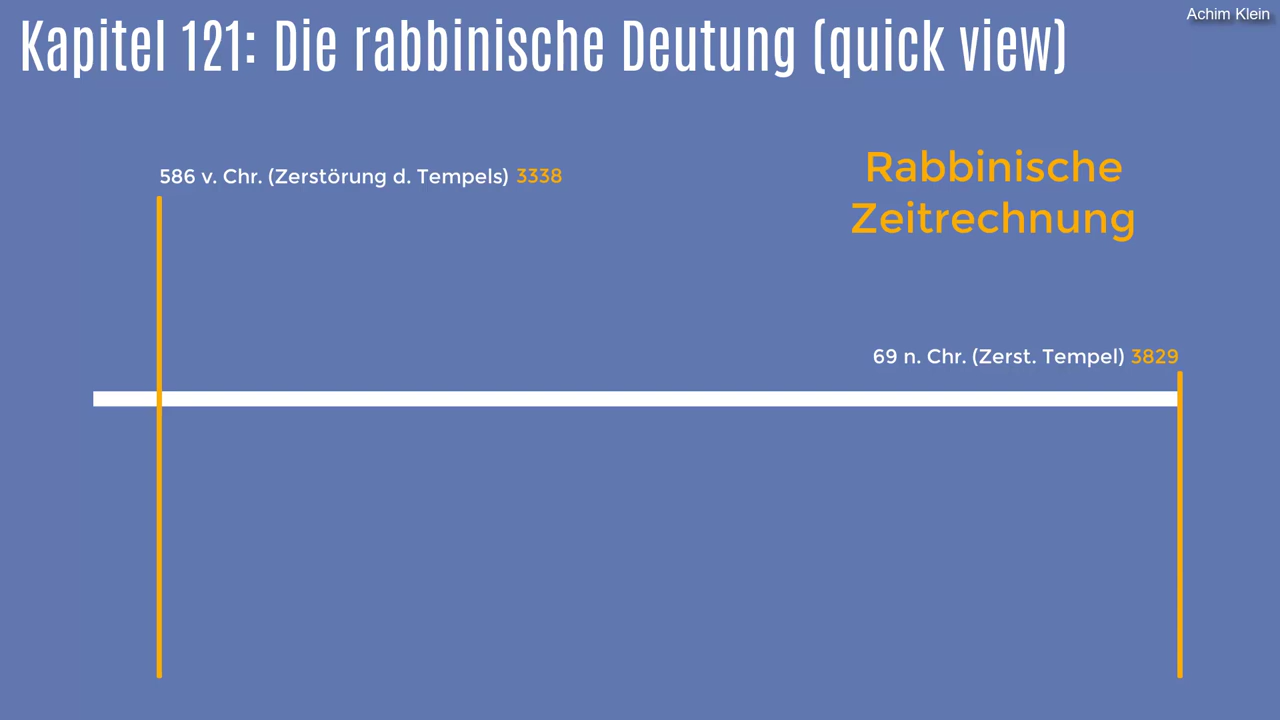 Achim Klein
Kapitel 121: Die rabbinische Deutung (quick view)
586 v. Chr. (Zerstörung d. Tempels) 3338
Rabbinische
Zeitrechnung
69 n. Chr. (Zerst. Tempel) 3829